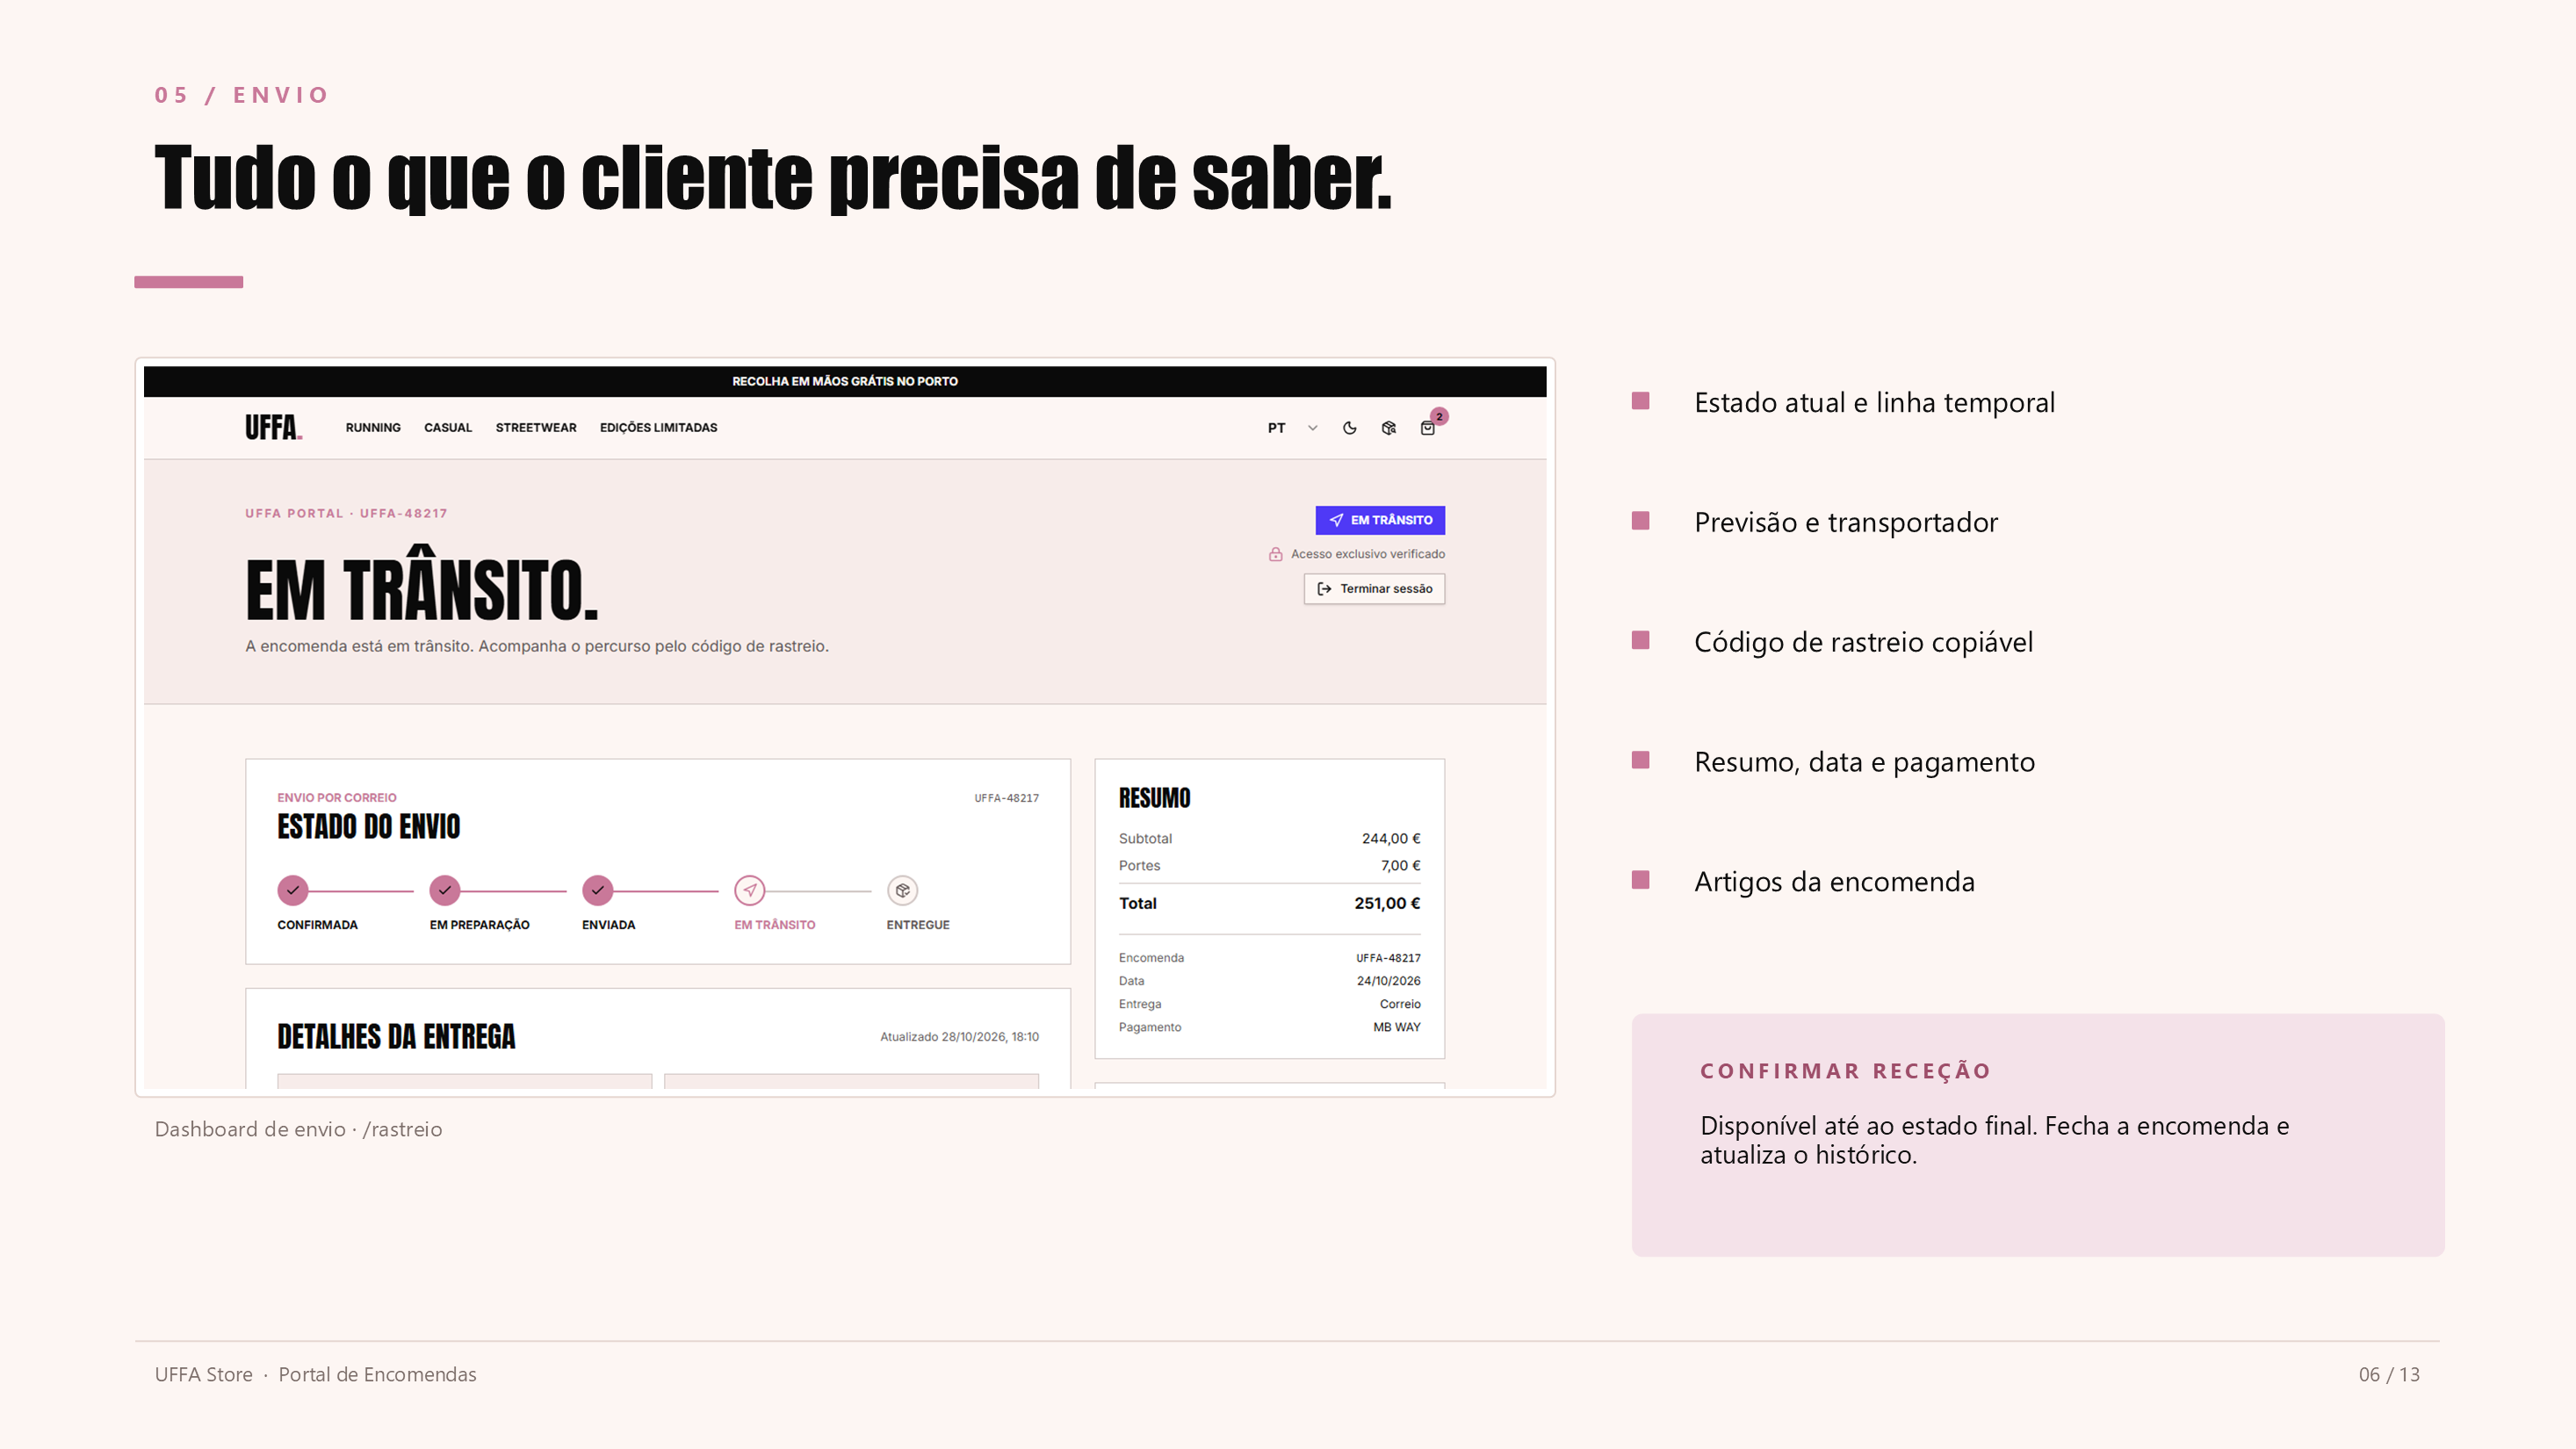 05 / ENVIO
Tudo o que o cliente precisa de saber.
RECOLHA EM MÃOS GRÁTIS NO PORTO
UFFA.
RUNNING CASUAL STREETWEAR EDIÇÕES LIMITADAS
PT
2
UFFA PORTAL · UFFA-48217
EM TRÂNSITO.
A encomenda está em trânsito. Acompanha o percurso pelo código de rastreio.
EM TRÂNSITO
Acesso exclusivo verificado
Terminar sessão
ENVIO POR CORREIO
UFFA-48217
ESTADO DO ENVIO
CONFIRMADA EM PREPARAÇÃO ENVIADA EM TRÂNSITO ENTREGUE
DETALHES DA ENTREGA
Atualizado 28/10/2026, 18:10
RESUMO
Subtotal 244,00 €
Portes 7,00 €
Total 251,00 €
Encomenda UFFA-48217
Data 24/10/2026
Entrega Correio
Pagamento MB WAY
Dashboard de envio · /rastreio
Estado atual e linha temporal
Previsão e transportador
Código de rastreio copiável
Resumo, data e pagamento
Artigos da encomenda
CONFIRMAR RECEÇÃO
Disponível até ao estado final. Fecha a encomenda e
atualiza o histórico.
UFFA Store · Portal de Encomendas
06 / 13